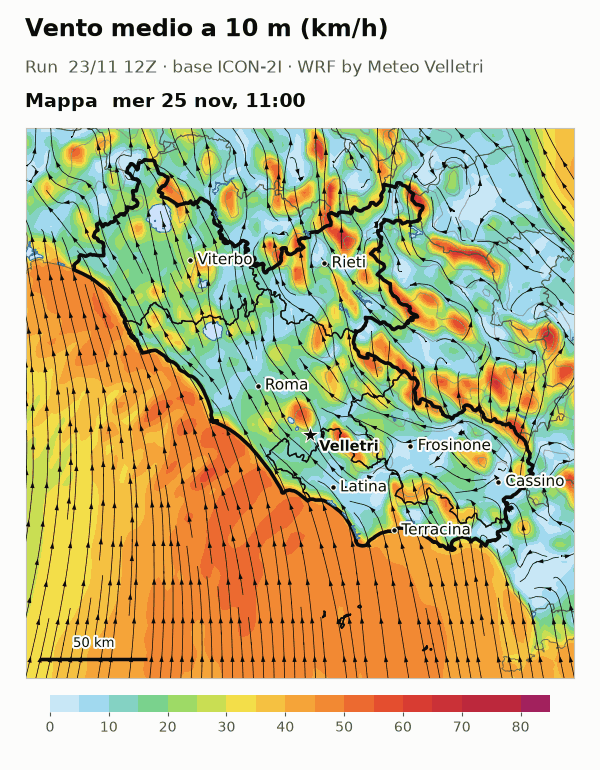 Vento medio a 10 m (km/h)
Run 23/11 12Z · base ICON-2I · WRF by Meteo Velletri
Mappa mer 25 nov, 11:00
Viterbo
Rieti
Roma
Velletri
Frosinone
Latina
Cassino
Terracina
50 km
0 10 20 30 40 50 60 70 80